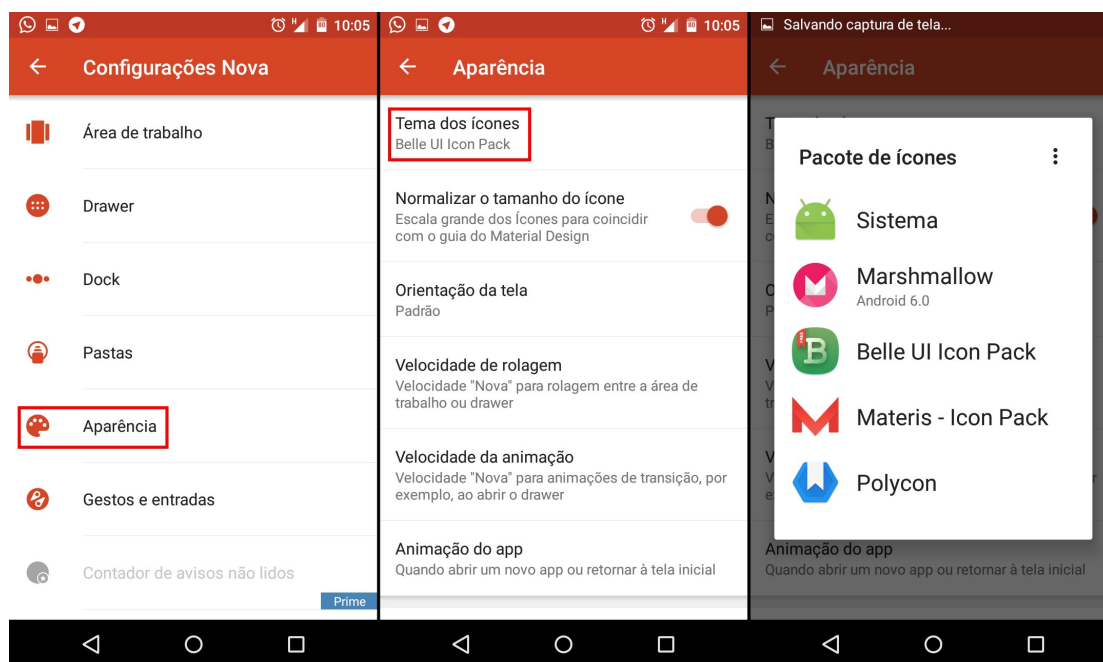 10:05
Configurações Nova
Área de trabalho
Drawer
Dock
Pastas
Aparência
Gestos e entradas
Contador de avisos não lidos
Prime
10:05
Aparência
Tema dos ícones
Belle UI Icon Pack
Normalizar o tamanho do ícone
Escala grande dos Ícones para coincidir
com o guia do Material Design
Orientação da tela
Padrão
Velocidade de rolagem
Velocidade "Nova" para rolagem entre a área de
trabalho ou drawer
Velocidade da animação
Velocidade "Nova" para animações de transição, por
exemplo, ao abrir o drawer
Animação do app
Quando abrir um novo app ou retornar à tela inicial
Salvando captura de tela...
Aparência
Pacote de ícones
Sistema
Marshmallow
Android 6.0
Belle UI Icon Pack
Materis - Icon Pack
Polycon
Animação do app
Quando abrir um novo app ou retornar à tela inicial